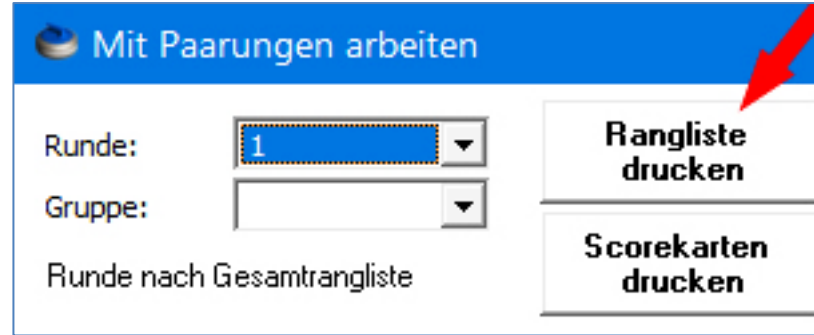 Mit Paarungen arbeiten
Runde:
1
Rangliste
drucken
Gruppe:
Scorekarten
drucken
Runde nach Gesamtrangliste